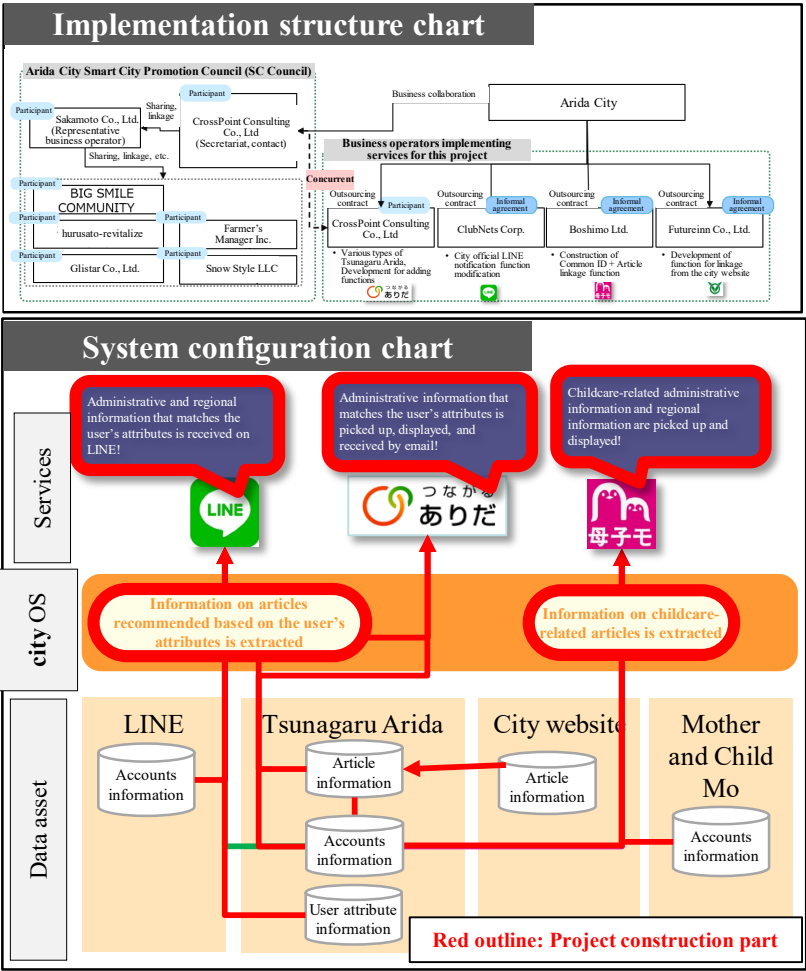 Implementation structure chart
Arida City Smart City Promotion Council (SC Council)
Participant
Sakamoto Co., Ltd.
(Representative
business operator)
Sharing,
linkage
Participant
CrossPoint Consulting
Co., Ltd
(Secretariat, contact)
Sharing, linkage, etc.
Participant
BIG SMILE
COMMUNITY
Participant
hurusato-revitalize
Participant
Farmer's
Manager Inc.
Participant
Glistar Co., Ltd.
Participant
Snow Style LLC
Business collaboration
Arida City
Business operators implementing
services for this project
Concurrent
Outsourcing
contract
Participant
CrossPoint Consulting
Co., Ltd
• Various types of
Tsunagaru Arida,
Development for adding
functions
つながる
ありだ
Outsourcing
contract
Informal
agreement
ClubNets Corp.
• City official LINE
notification function
modification
LINE
Outsourcing
contract
Informal
agreement
Boshimo Ltd.
• Construction of
Common ID + Article
linkage function
母子モ
Outsourcing
contract
Informal
agreement
Futureinn Co., Ltd.
• Development of
function for linkage
from the city website
System configuration chart
Services
Administrative and regional
information that matches the
user's attributes is received on
LINE!
Administrative information that
matches the user's attributes is
picked up, displayed, and
received by email!
Childcare-related administrative
information and regional
information are picked up and
displayed!
LINE
つながる
ありだ
母子モ
city OS
Information on articles
recommended based on the user's
attributes is extracted
Information on childcare-
related articles is extracted
Data asset
LINE
Accounts
information
Tsunagaru Arida
Article
information
Accounts
information
User attribute
information
City website
Article
information
Mother
and Child
Mo
Accounts
information
Red outline: Project construction part